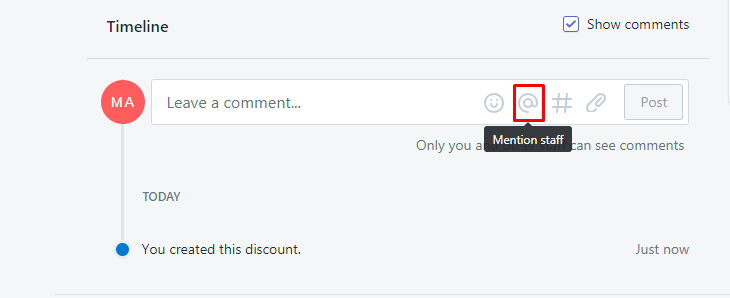 Timeline
Show comments
MA
Leave a comment...
Post
Mention staff
Only you a can see comments
TODAY
You created this discount.
Just now